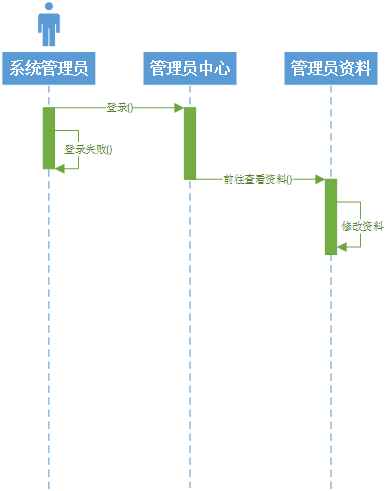 系统管理员
管理员中心
管理员资料
登录()
登录失败()
前往查看资料()
修改资料